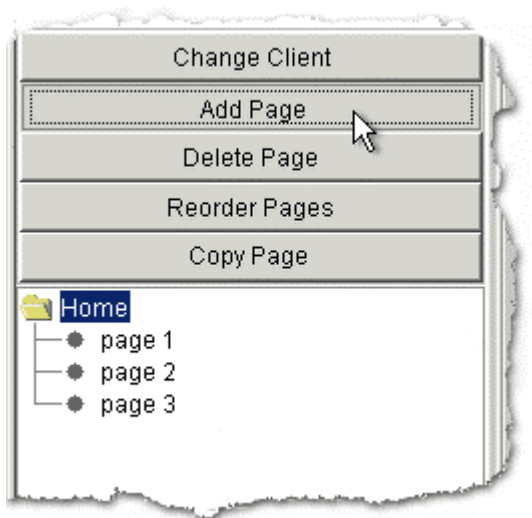 Change Client
Add Page
Delete Page
Reorder Pages
Copy Page
Home
page 1
page 2
page 3